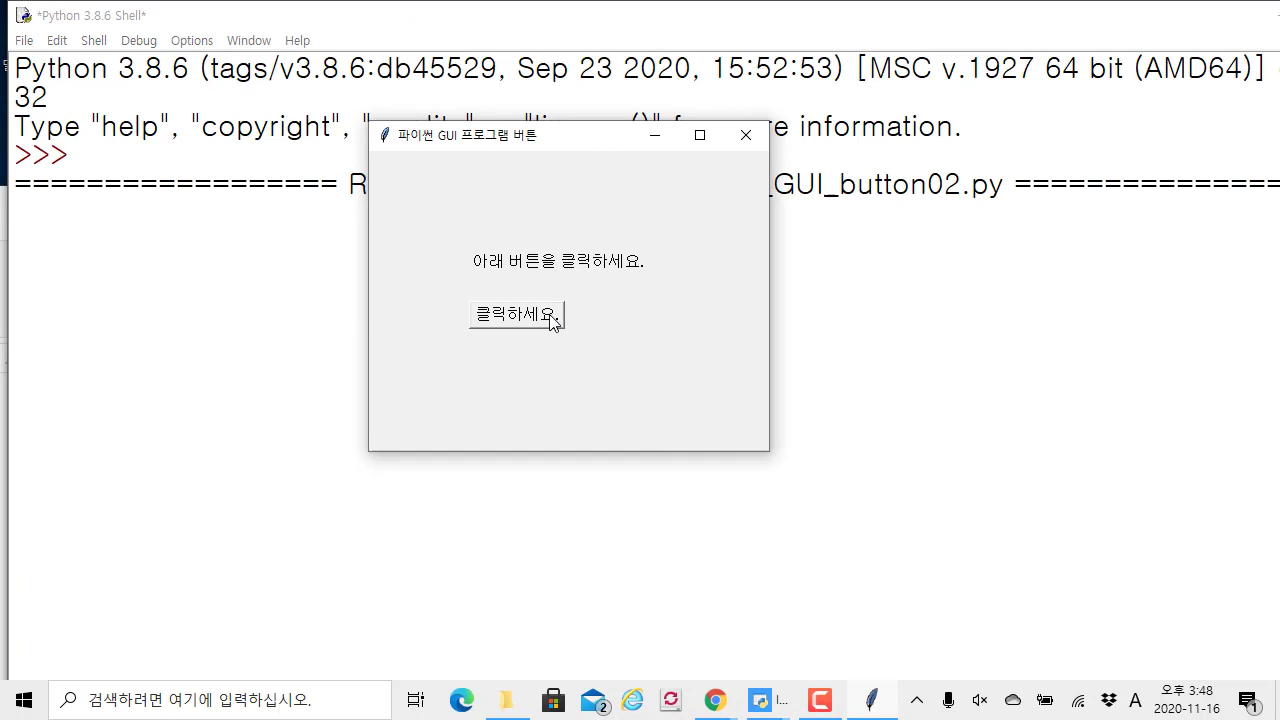 *Python 3.8.6 Shell*
File Edit Shell Debug Options Window Help
Python 3.8.6 (tags/v3.8.6:db45529, Sep 23 2020, 15:52:53) [MSC v.1927 64 bit (AMD64)]
32
Type "help", "copyright", information.
>>>
================== R _GUI_button02.py ===============
파이썬 GUI 프로그램 버튼
아래 버튼을 클릭하세요.
클릭하세요.
검색하려면 여기에 입력하십시오.
2
I...
A
오후 3:48
2020-11-16
1